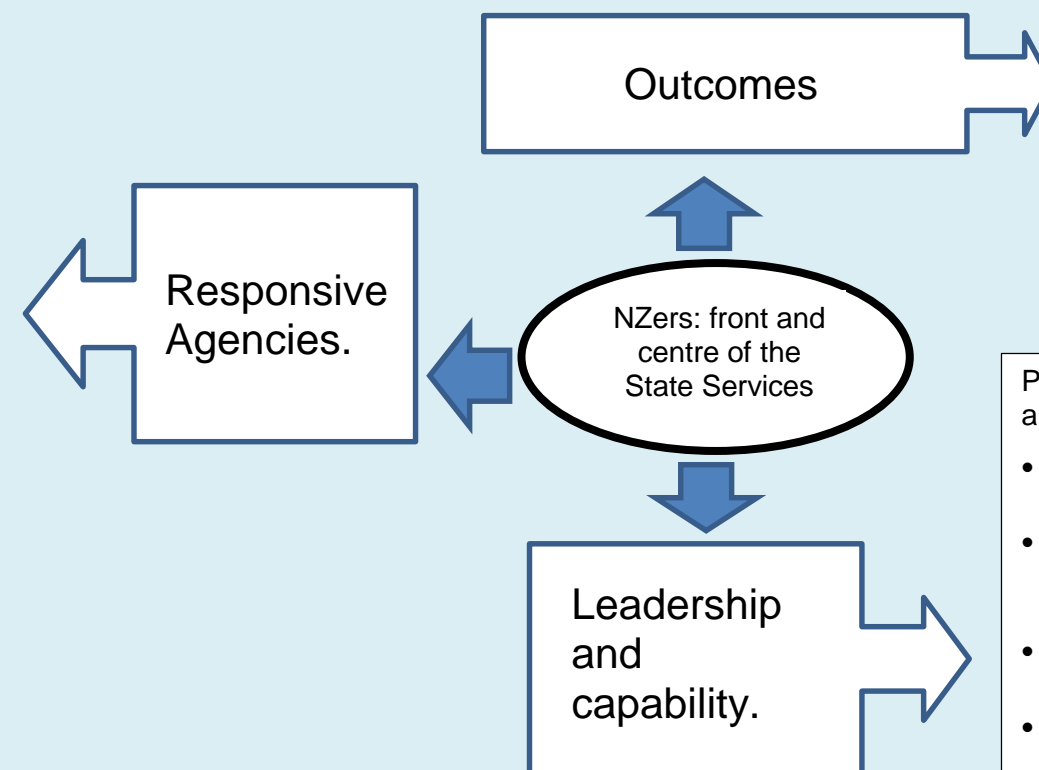 Outcomes
Responsive
Agencies.
NZers: front and
centre of the
State Services
Leadership
and
capability.